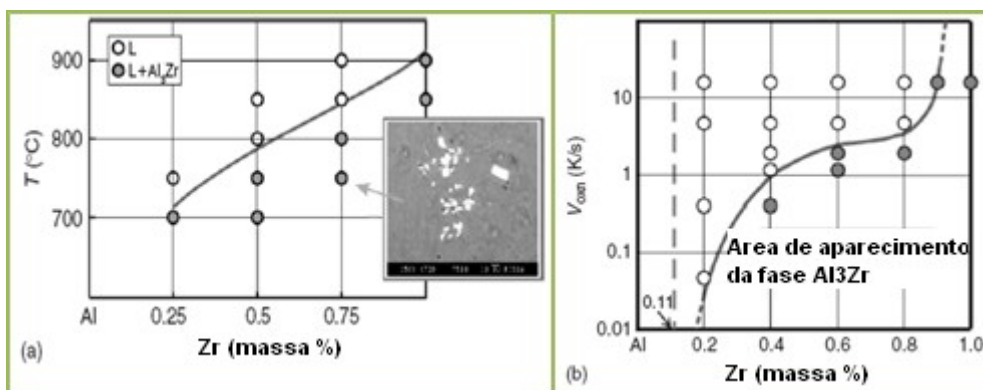 L
L+Al3Zr
T (°C)
900
800
700
Al
0.25
0.5
0.75
Zr (massa %)
(a)
Vохл (K/s)
10
1
0.1
0.01
Area de aparecimento
da fase Al3Zr
0.11
Al
0.2
0.4
0.6
0.8
1.0
Zr (massa %)
(b)